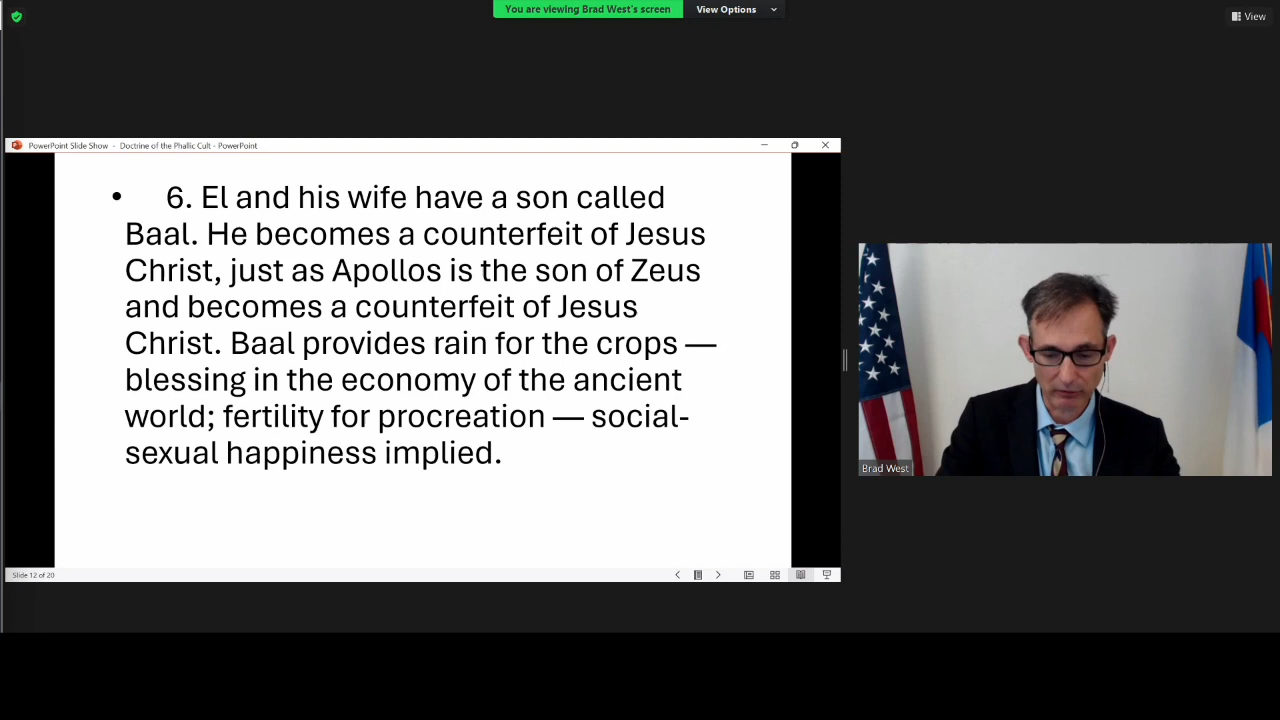 You are viewing Brad West's screen
View Options
View
PowerPoint Slide Show - Doctrine of the Phallic Cult - PowerPoint
• 6. El and his wife have a son called
Baal. He becomes a counterfeit of Jesus
Christ, just as Apollos is the son of Zeus
and becomes a counterfeit of Jesus
Christ. Baal provides rain for the crops —
blessing in the economy of the ancient
world; fertility for procreation — social-
sexual happiness implied.
Brad West
Slide 12 of 20